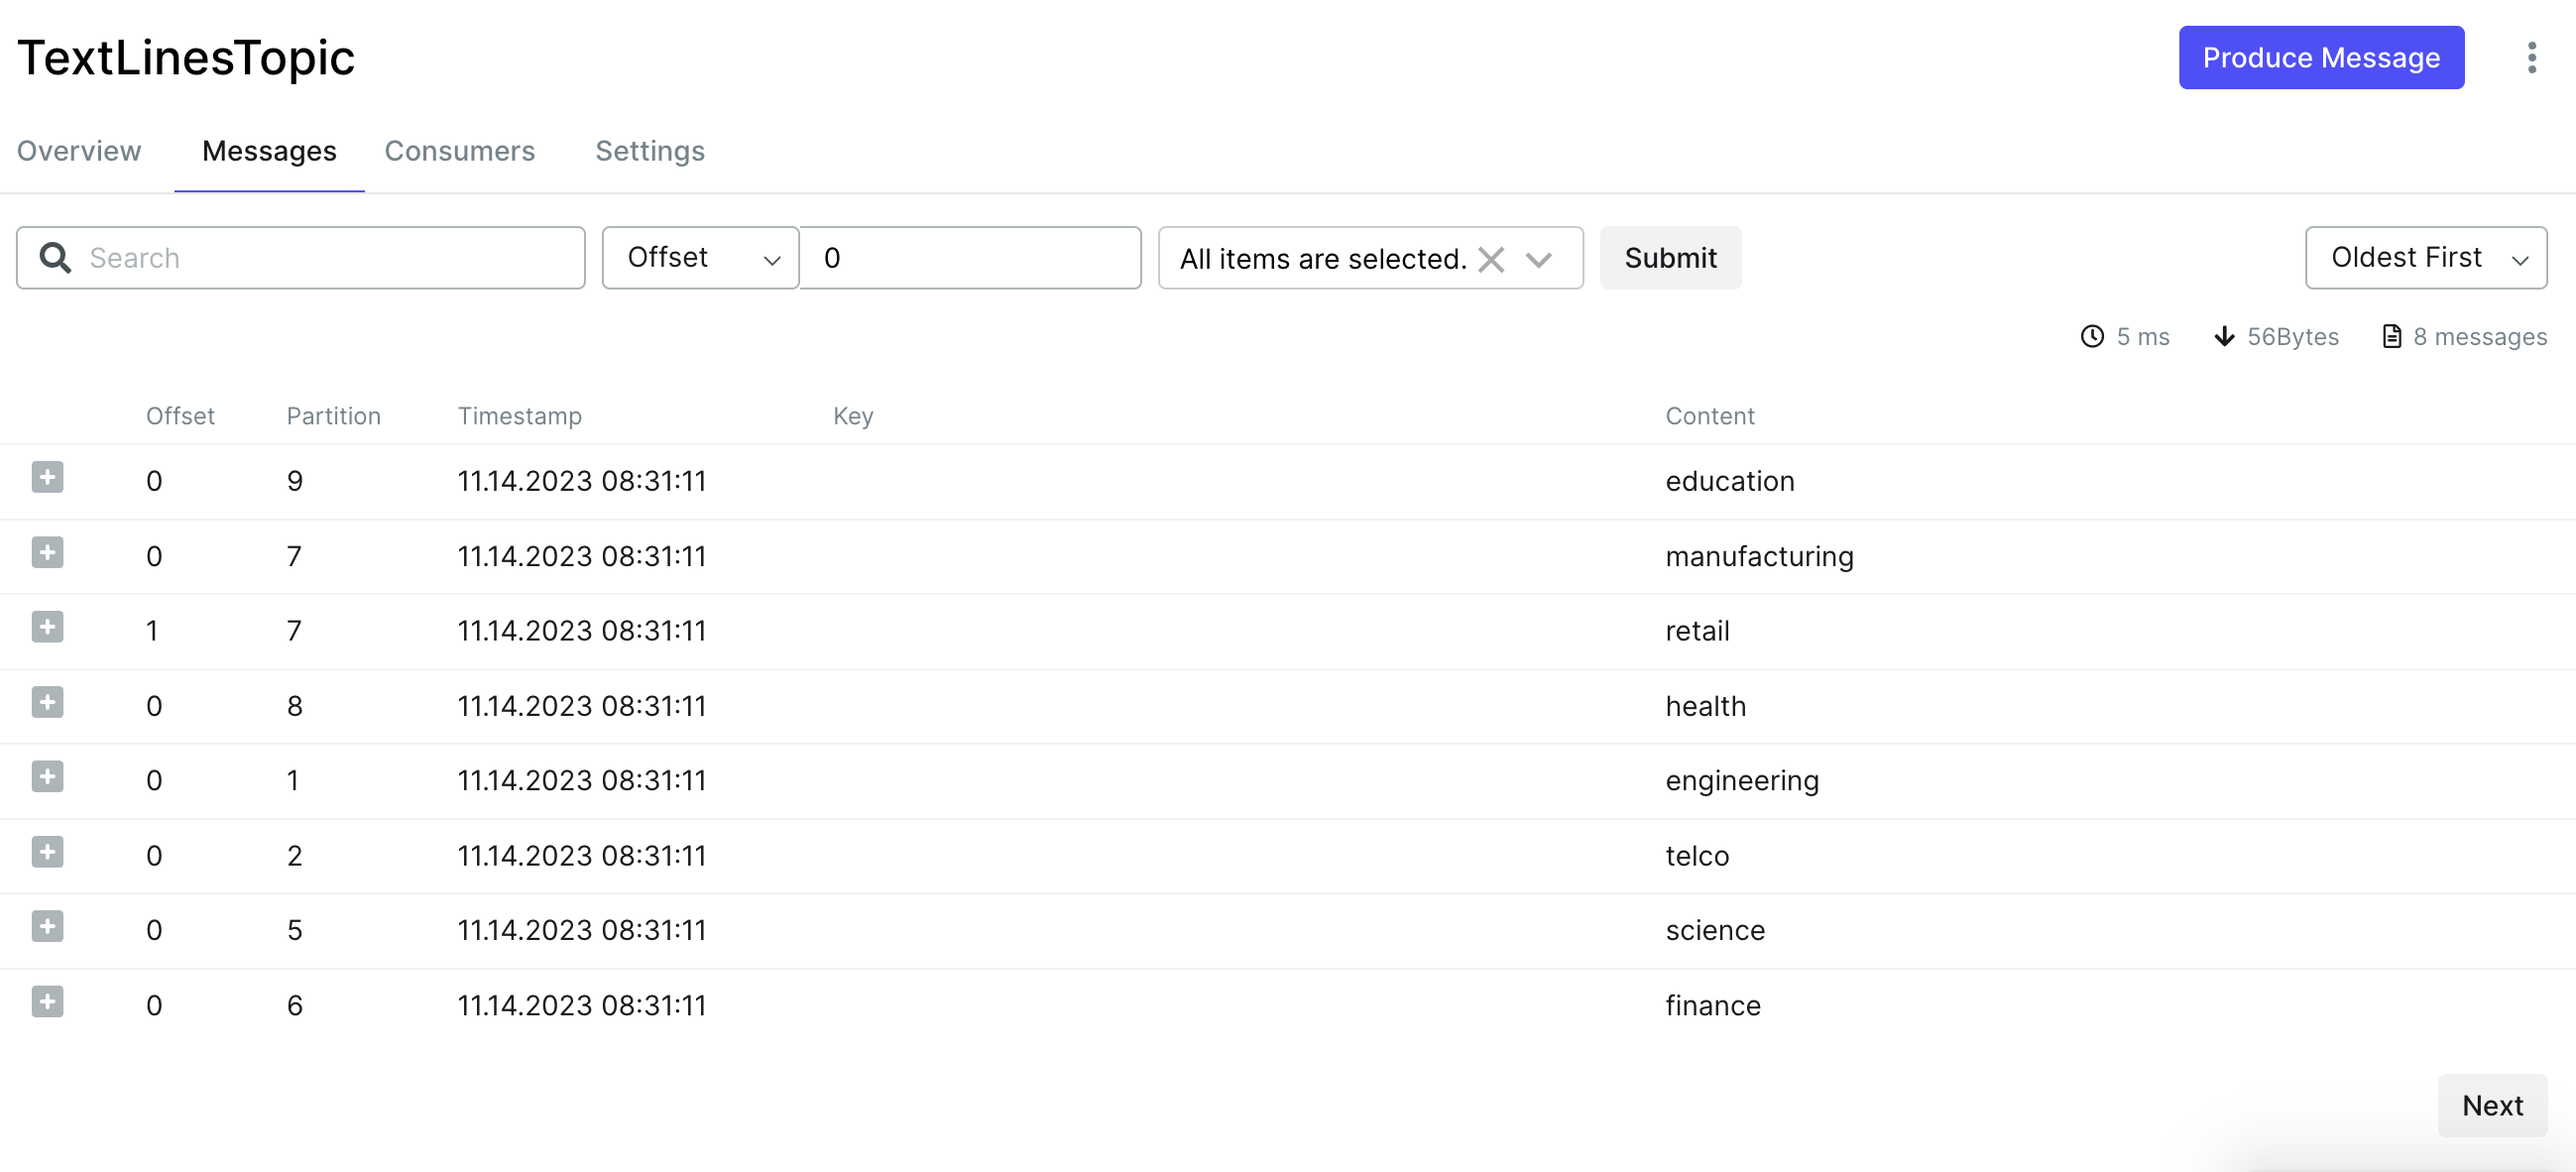 TextLinesTopic Produce Message
Overview Messages Consumers Settings
Search Offset 0 All items are selected. Submit Oldest First
5 ms 56Bytes 8 messages
Offset Partition Timestamp Key Content
0 9 11.14.2023 08:31:11 education
0 7 11.14.2023 08:31:11 manufacturing
1 7 11.14.2023 08:31:11 retail
0 8 11.14.2023 08:31:11 health
0 1 11.14.2023 08:31:11 engineering
0 2 11.14.2023 08:31:11 telco
0 5 11.14.2023 08:31:11 science
0 6 11.14.2023 08:31:11 finance
Next